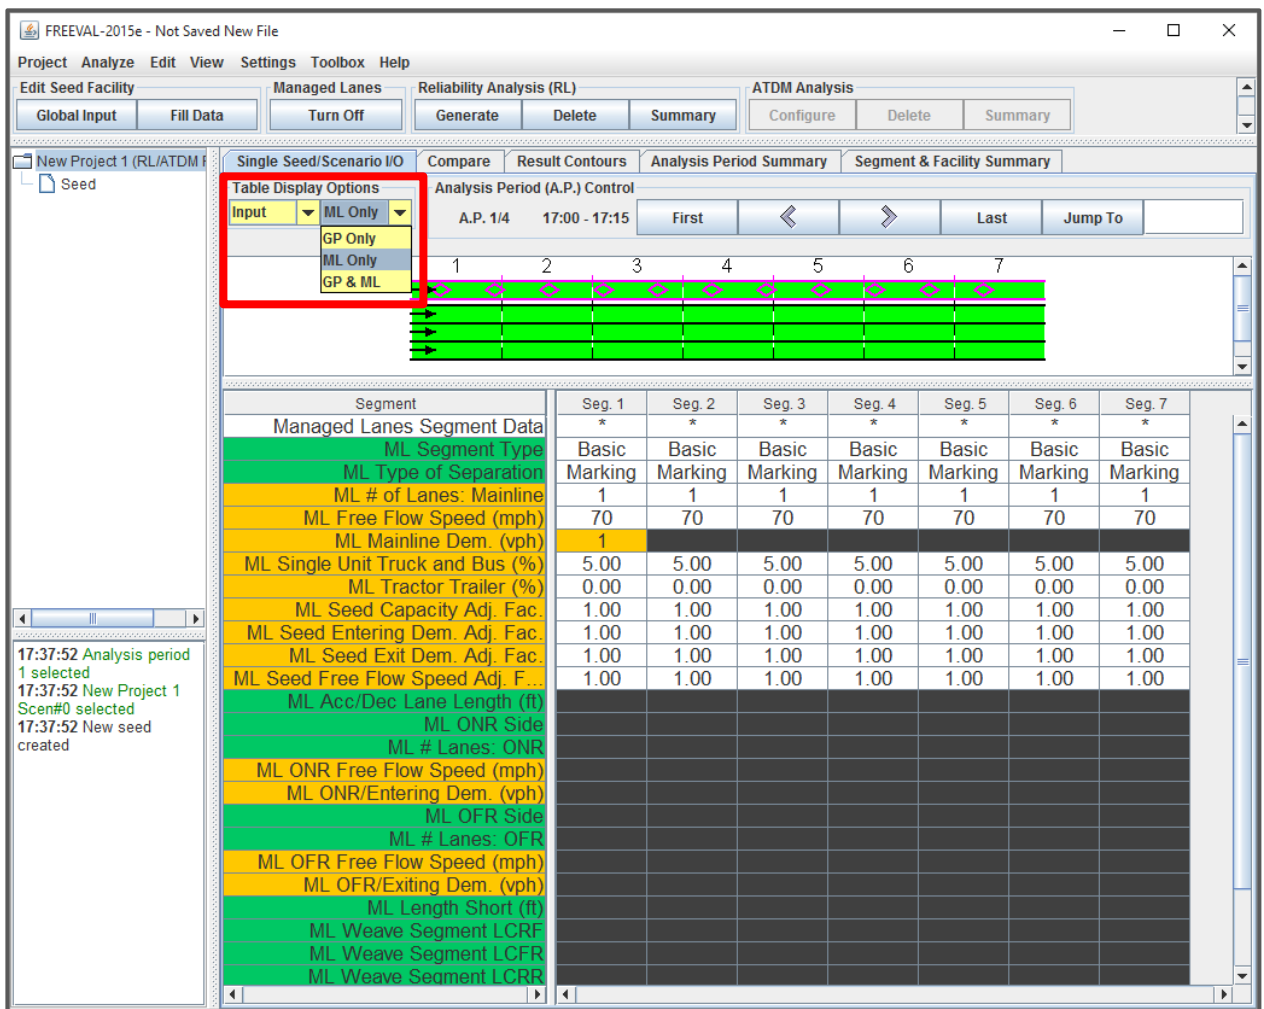 FREEVAL-2015e - Not Saved New File
Project Analyze Edit View Settings Toolbox Help
Edit Seed Facility Managed Lanes Reliability Analysis (RL) ATDM Analysis
Global Input Fill Data Turn Off Generate Delete Summary Configure Delete Summary
New Project 1 (RL/ATDM F
Seed
Single Seed/Scenario I/O Compare Result Contours Analysis Period Summary Segment & Facility Summary
Table Display Options Analysis Period (A.P.) Control
Input ML Only A.P. 1/4 17:00 - 17:15 First Last Jump To
GP Only
ML Only
GP & ML
1 2 3 4 5 6 7
Segment Seg. 1 Seg. 2 Seg. 3 Seg. 4 Seg. 5 Seg. 6 Seg. 7
Managed Lanes Segment Data * * * * * * *
ML Segment Type Basic Basic Basic Basic Basic Basic Basic
ML Type of Separation Marking Marking Marking Marking Marking Marking Marking
ML # of Lanes: Mainline 1 1 1 1 1 1 1
ML Free Flow Speed (mph) 70 70 70 70 70 70 70
ML Mainline Dem. (vph) 1
ML Single Unit Truck and Bus (%) 5.00 5.00 5.00 5.00 5.00 5.00 5.00
ML Tractor Trailer (%) 0.00 0.00 0.00 0.00 0.00 0.00 0.00
ML Seed Capacity Adj. Fac. 1.00 1.00 1.00 1.00 1.00 1.00 1.00
ML Seed Entering Dem. Adj. Fac. 1.00 1.00 1.00 1.00 1.00 1.00 1.00
ML Seed Exit Dem. Adj. Fac. 1.00 1.00 1.00 1.00 1.00 1.00 1.00
ML Seed Free Flow Speed Adj. F... 1.00 1.00 1.00 1.00 1.00 1.00 1.00
ML Acc/Dec Lane Length (ft)
ML ONR Side
ML # Lanes: ONR
ML ONR Free Flow Speed (mph)
ML ONR/Entering Dem. (vph)
ML OFR Side
ML # Lanes: OFR
ML OFR Free Flow Speed (mph)
ML OFR/Exiting Dem. (vph)
ML Length Short (ft)
ML Weave Segment LCRF
ML Weave Segment LCFR
ML Weave Segment LCRR
17:37:52 Analysis period
1 selected
17:37:52 New Project 1
Scen#0 selected
17:37:52 New seed
created